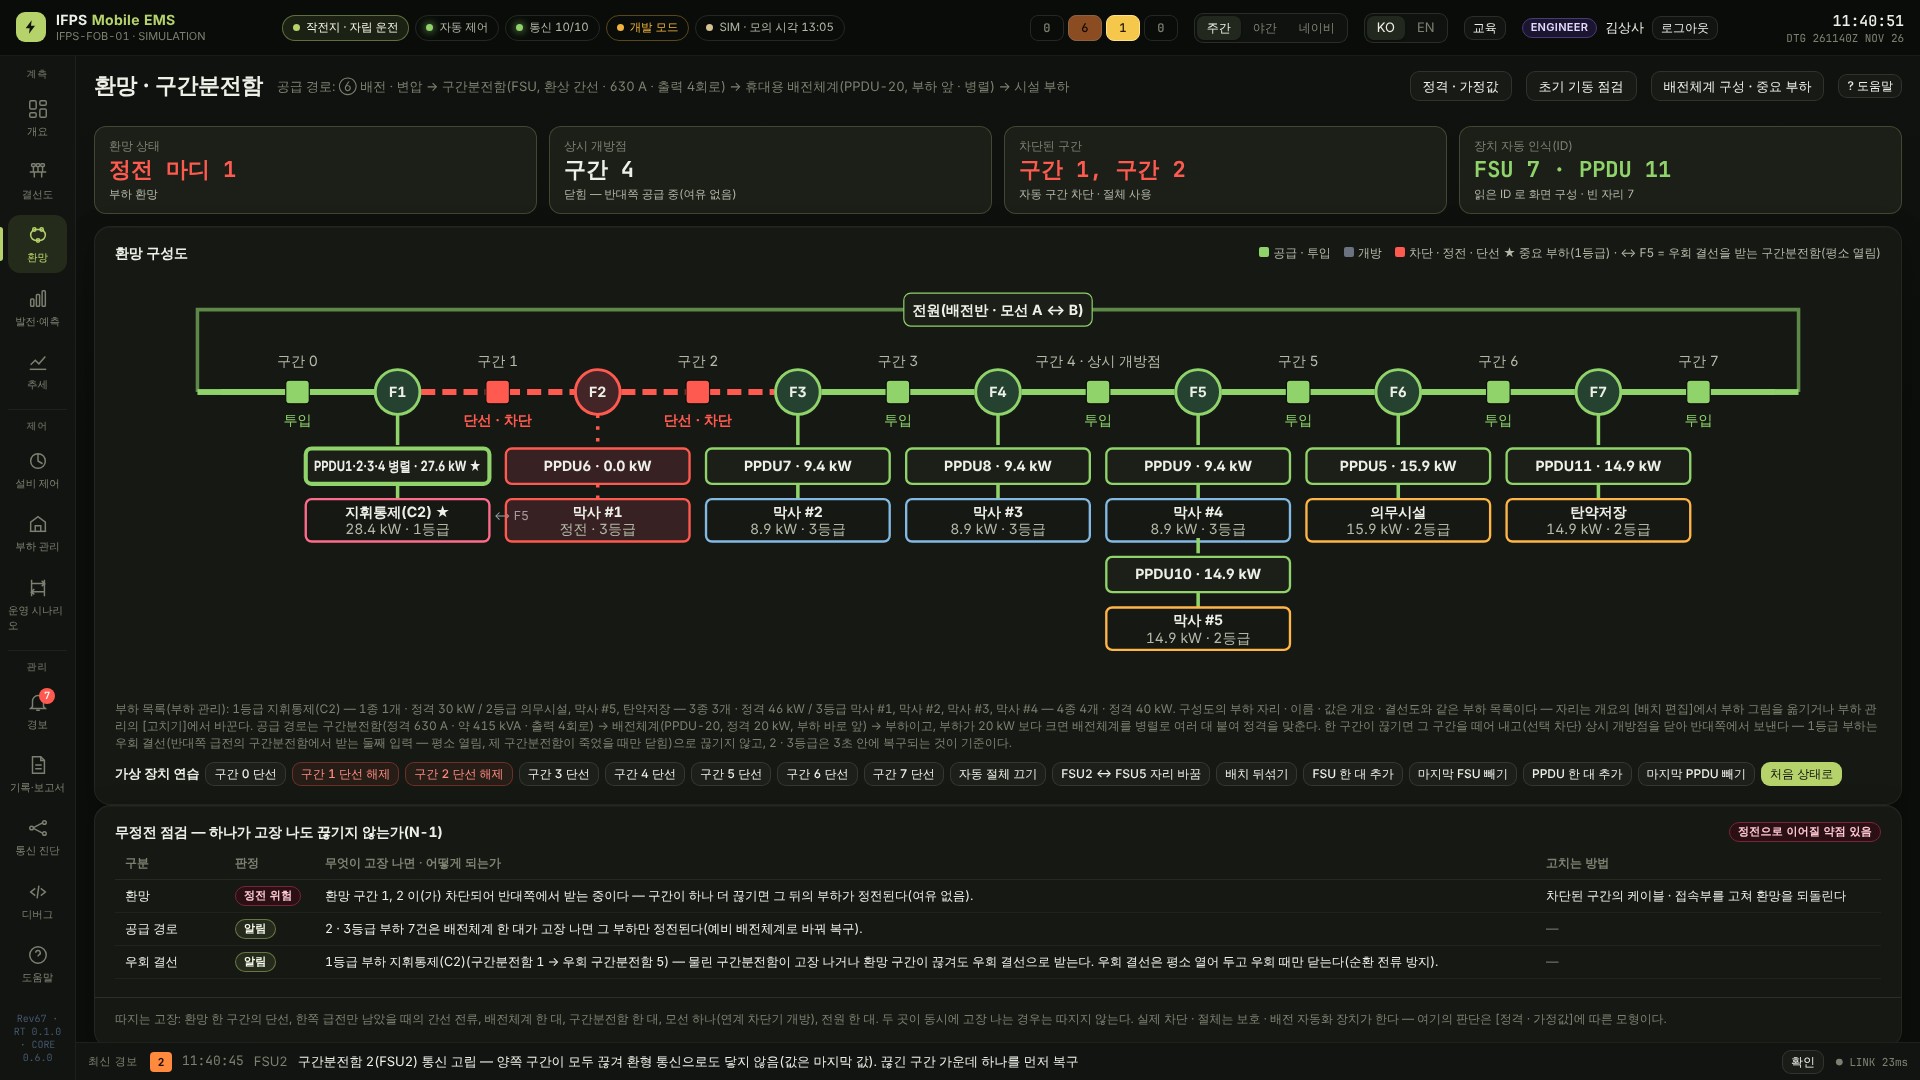 IFPS Mobile EMS
IFPS-FOB-01 · SIMULATION
작전지 · 자립 운전
자동 제어
통신 10/10
개발 모드
SIM · 모의 시각 13:05
0 6 1 0
주간 야간 네이비
KO EN
교육
ENGINEER 김상사 로그아웃
11:40:51
DTG 261140Z NOV 26
계측
개요
결선도
환망
발전·예측
추세
제어
설비 제어
부하 관리
운영 시나리
오
관리
7
경보
기록·보고서
통신 진단
디버그
도움말
Rev67 ·
RT 0.1.0
· CORE
0.6.0
환망 · 구간분전함
공급 경로: ⑥ 배전 · 변압 → 구간분전함(FSU, 환상 간선 · 630 A · 출력 4회로) → 휴대용 배전체계(PPDU-20, 부하 앞 · 병렬) → 시설 부하
정격 · 가정값
초기 기동 점검
배전체계 구성 · 중요 부하
? 도움말
환망 상태
정전 마디 1
부하 환망
상시 개방점
구간 4
닫힘 — 반대쪽 공급 중(여유 없음)
차단된 구간
구간 1, 구간 2
자동 구간 차단 · 절체 사용
장치 자동 인식(ID)
FSU 7 · PPDU 11
읽은 ID 로 화면 구성 · 빈 자리 7
환망 구성도
공급 · 투입 개방 차단 · 정전 · 단선 ★ 중요 부하(1등급) · ↔ F5 = 우회 결선을 받는 구간분전함(평소 열림)
전원(배전반 · 모선 A ↔ B)
구간 0 구간 1 구간 2 구간 3 구간 4 · 상시 개방점 구간 5 구간 6 구간 7
F1 F2 F3 F4 F5 F6 F7
투입 단선 · 차단 단선 · 차단 투입 투입 투입 투입 투입
PPDU1·2·3·4 병렬 · 27.6 kW ★
PPDU6 · 0.0 kW
PPDU7 · 9.4 kW
PPDU8 · 9.4 kW
PPDU9 · 9.4 kW
PPDU5 · 15.9 kW
PPDU11 · 14.9 kW
지휘통제(C2) ★
28.4 kW · 1등급
↔ F5
막사 #1
정전 · 3등급
막사 #2
8.9 kW · 3등급
막사 #3
8.9 kW · 3등급
막사 #4
8.9 kW · 3등급
의무시설
15.9 kW · 2등급
탄약저장
14.9 kW · 2등급
PPDU10 · 14.9 kW
막사 #5
14.9 kW · 2등급
부하 목록(부하 관리): 1등급 지휘통제(C2) — 1종 1개 · 정격 30 kW / 2등급 의무시설, 막사 #5, 탄약저장 — 3종 3개 · 정격 46 kW / 3등급 막사 #1, 막사 #2, 막사 #3, 막사 #4 — 4종 4개 · 정격 40 kW. 구성도의 부하 자리 · 이름 · 값은 개요 · 결선도와 같은 부하 목록이다 — 자리는 개요의 [배치 편집]에서 부하 그림을 옮기거나 부하 관
리의 [고치기]에서 바꾼다. 공급 경로는 구간분전함(정격 630 A · 약 415 kVA · 출력 4회로) → 배전체계(PPDU-20, 정격 20 kW, 부하 바로 앞) → 부하이고, 부하가 20 kW 보다 크면 배전체계를 병렬로 여러 대 붙여 정격을 맞춘다. 한 구간이 끊기면 그 구간을 떼어 내고(선택 차단) 상시 개방점을 닫아 반대쪽에서 보낸다 — 1등급 부하는
우회 결선(반대쪽 급전의 구간분전함에서 받는 둘째 입력 — 평소 열림, 제 구간분전함이 죽었을 때만 닫힘)으로 끊기지 않고, 2 · 3등급은 3초 안에 복구되는 것이 기준이다.
가상 장치 연습 구간 0 단선 구간 1 단선 해제 구간 2 단선 해제 구간 3 단선 구간 4 단선 구간 5 단선 구간 6 단선 구간 7 단선 자동 절체 끄기 FSU2 ↔ FSU5 자리 바꿈 배치 뒤섞기 FSU 한 대 추가 마지막 FSU 빼기 PPDU 한 대 추가 마지막 PPDU 빼기 처음 상태로
무정전 점검 — 하나가 고장 나도 끊기지 않는가(N-1)
정전으로 이어질 약점 있음
구분 판정 무엇이 고장 나면 · 어떻게 되는가 고치는 방법
환망 정전 위험 환망 구간 1, 2 이(가) 차단되어 반대쪽에서 받는 중이다 — 구간이 하나 더 끊기면 그 뒤의 부하가 정전된다(여유 없음). 차단된 구간의 케이블 · 접속부를 고쳐 환망을 되돌린다
공급 경로 알림 2 · 3등급 부하 7건은 배전체계 한 대가 고장 나면 그 부하만 정전된다(예비 배전체계로 바꿔 복구). —
우회 결선 알림 1등급 부하 지휘통제(C2)(구간분전함 1 → 우회 구간분전함 5) — 물린 구간분전함이 고장 나거나 환망 구간이 끊겨도 우회 결선으로 받는다. 우회 결선은 평소 열어 두고 우회 때만 닫는다(순환 전류 방지). —
따지는 고장: 환망 한 구간의 단선, 한쪽 급전만 남았을 때의 간선 전류, 배전체계 한 대, 구간분전함 한 대, 모선 하나(연계 차단기 개방), 전원 한 대. 두 곳이 동시에 고장 나는 경우는 따지지 않는다. 실제 차단 · 절체는 보호 · 배전 자동화 장치가 한다 — 여기의 판단은 [정격 · 가정값]에 따른 모형이다.
최신 경보 2 11:40:45 FSU2 구간분전함 2(FSU2) 통신 고립 — 양쪽 구간이 모두 끊겨 환형 통신으로도 닿지 않음(값은 마지막 값). 끊긴 구간 가운데 하나를 먼저 복구
확인
LINK 23ms